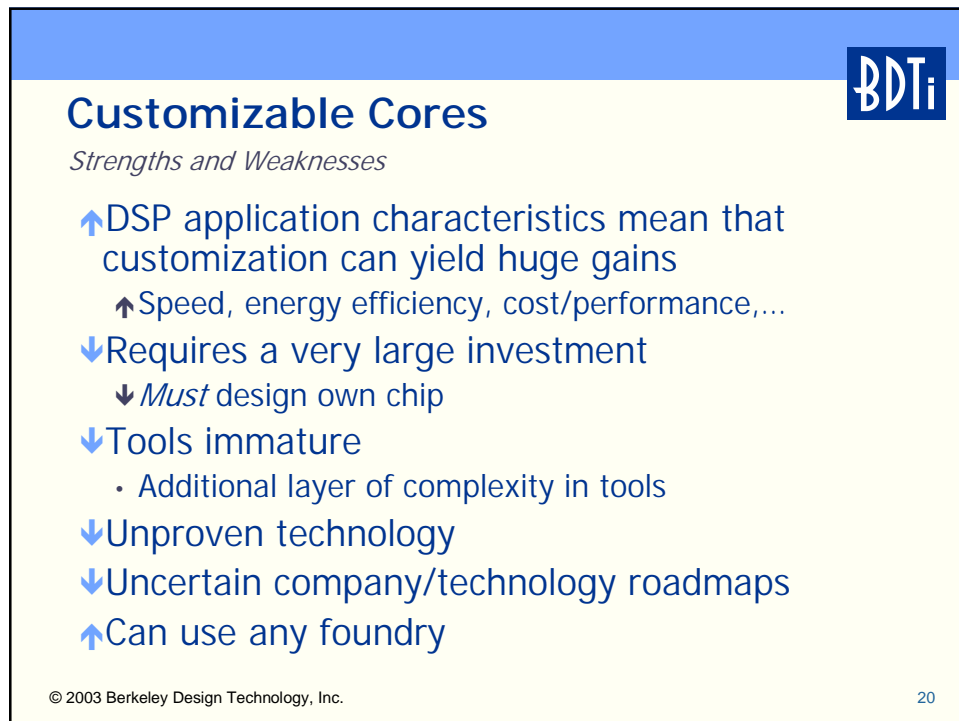 BDTi
Customizable Cores
Strengths and Weaknesses
↑DSP application characteristics mean that
customization can yield huge gains
↑Speed, energy efficiency, cost/performance,...
↓Requires a very large investment
↓Must design own chip
↓Tools immature
• Additional layer of complexity in tools
↓Unproven technology
↓Uncertain company/technology roadmaps
↑Can use any foundry
© 2003 Berkeley Design Technology, Inc.
20